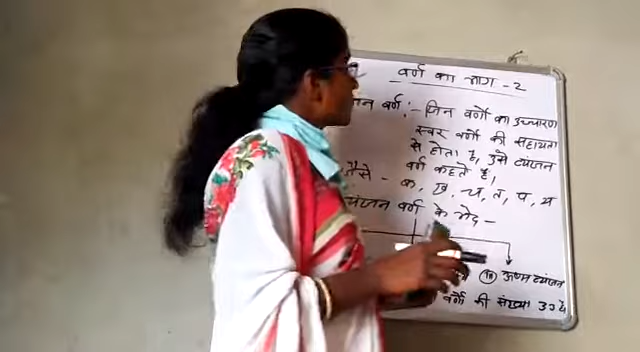 वर्ण का भाग - 2
जन वर्ण :- जिन वर्णो का उच्चारण
स्वर वर्णो की सहायता
से होता है, उसे व्यंजन
वर्ण कहते हैं।
जैसे - क, ख, च, त, प, य
व्यंजन वर्ण के भेद -
ऊष्म व्यंजन
वर्णो की संख्या 33 है